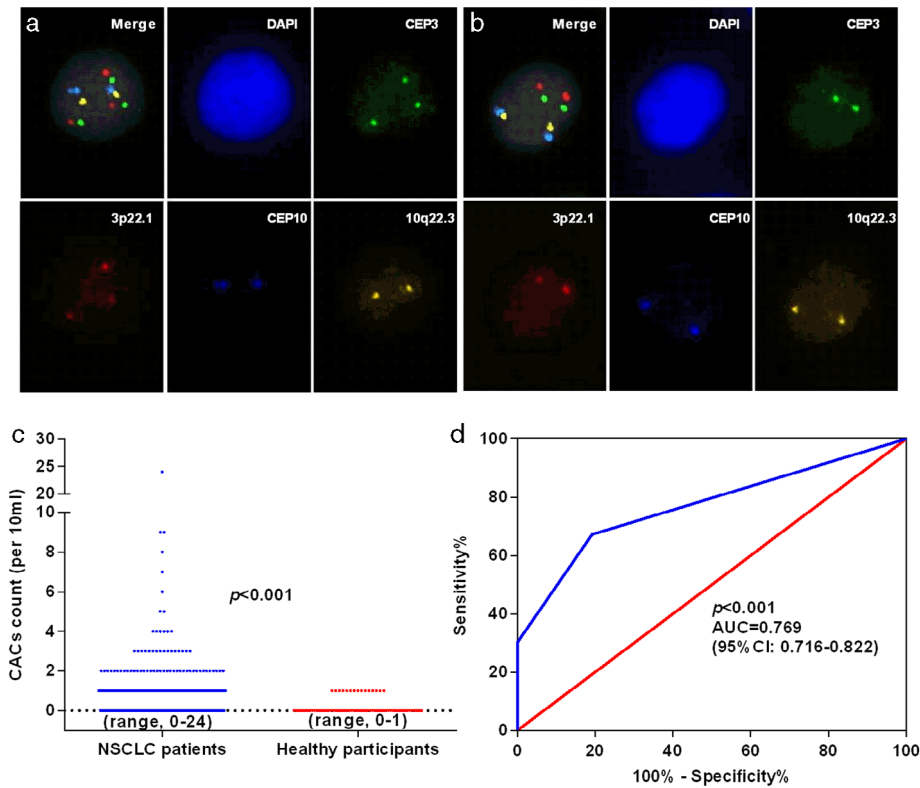 a
Merge
DAPI
CEP3
b
Merge
DAPI
CEP3
3p22.1
CEP10
10q22.3
3p22.1
CEP10
10q22.3
c
CACs count (per 10ml)
30
25
20
10
8
6
4
2
0
p<0.001
(range, 0-24)
(range, 0-1)
NSCLC patients
Healthy participants
d
Sensitivity%
100
80
60
40
20
0
p<0.001
AUC=0.769
(95%CI: 0.716-0.822)
0
20
40
60
80
100
100% - Specificity%